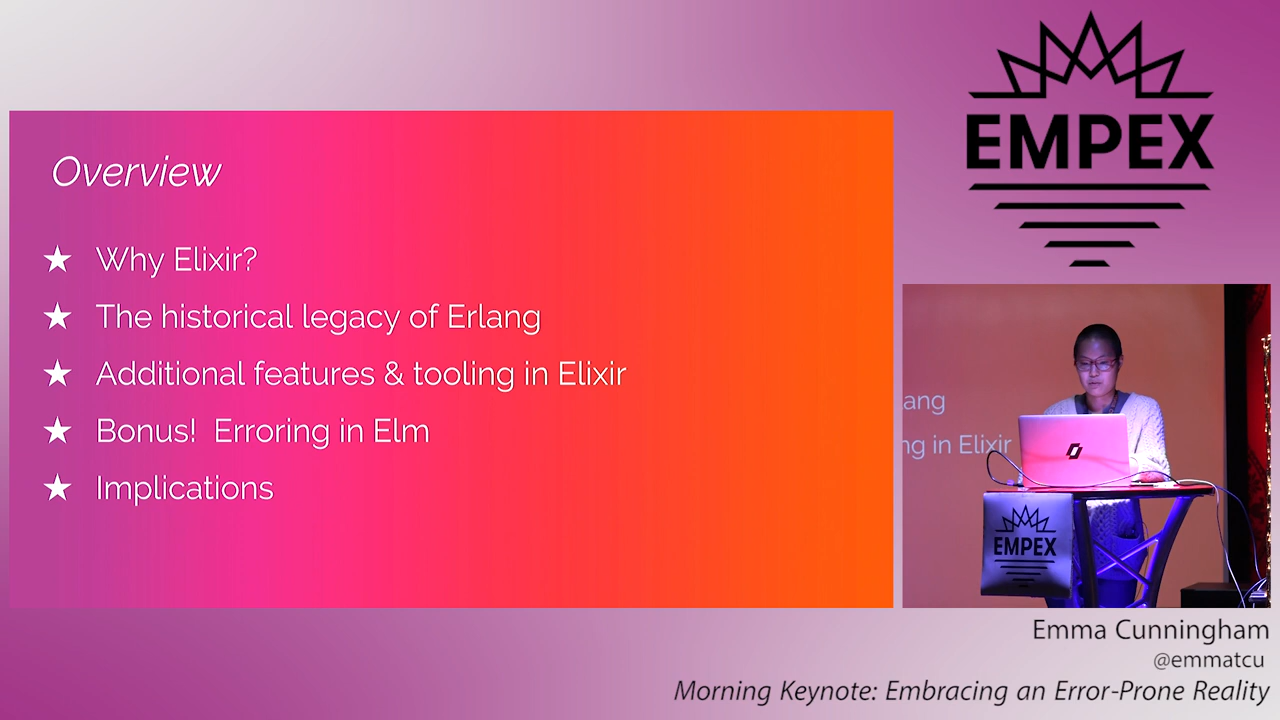 EMPEX
Overview
★ Why Elixir?
★ The historical legacy of Erlang
★ Additional features & tooling in Elixir
★ Bonus!  Erroring in Elm
★ Implications
ang
ng in Elixir
EMPEX
Emma Cunningham
@emmatcu
Morning Keynote: Embracing an Error-Prone Reality